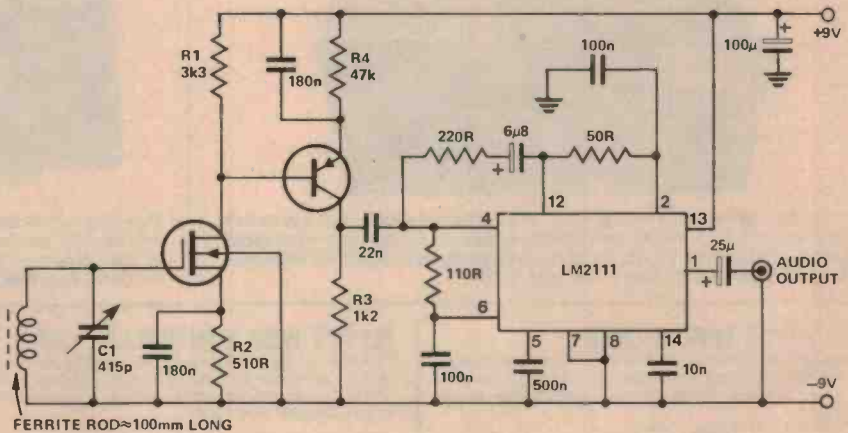 R1
3k3
180n
R4
47k
100n
100µ
+
+9V
220R
6µ8
+
50R
12
2
13
4
22n
110R
LM2111
1
25µ
+
AUDIO
OUTPUT
6
5
7
8
14
C1
415p
180n
R2
510R
R3
1k2
100n
500n
10n
–9V
FERRITE ROD≈100mm LONG